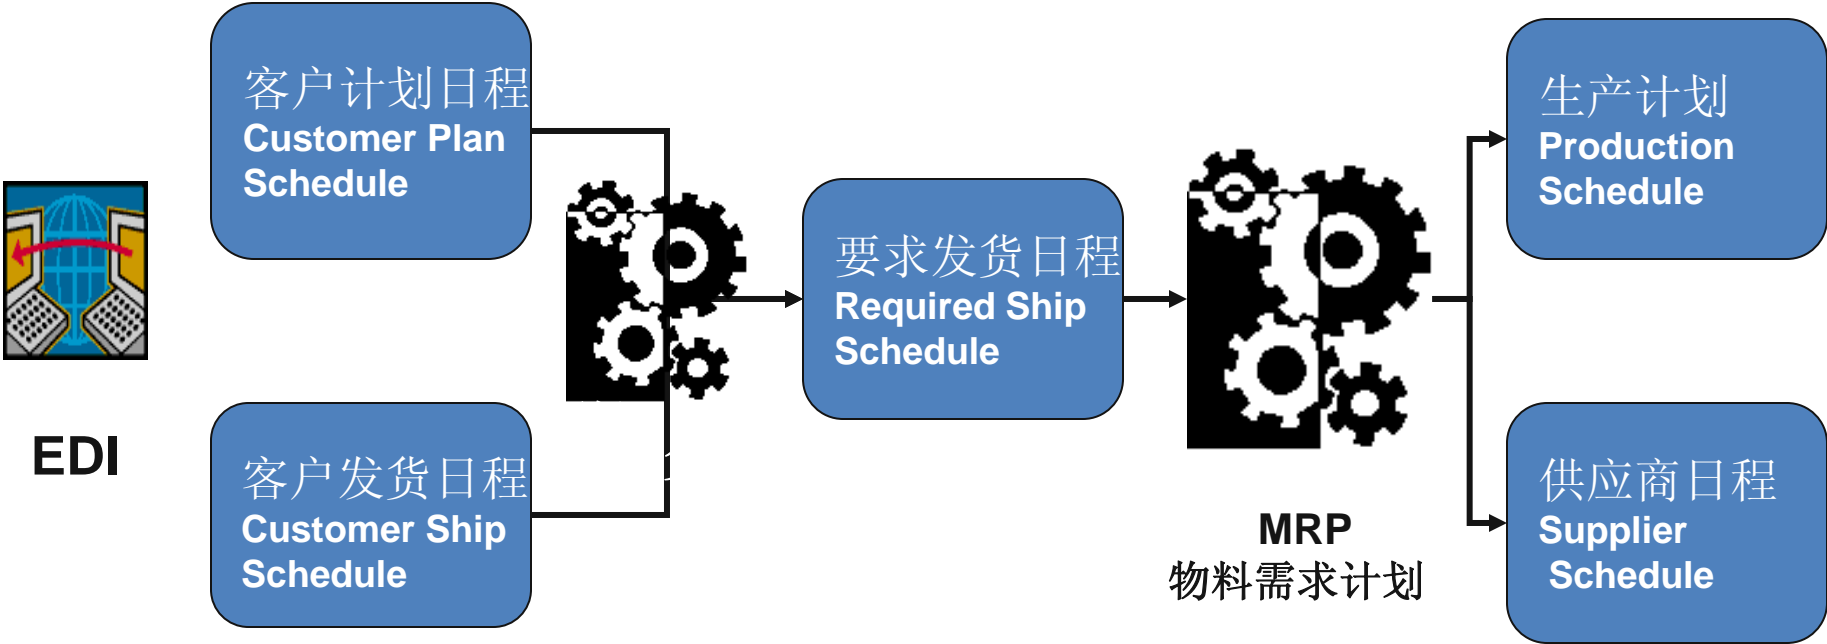 EDI
客户计划日程
Customer Plan
Schedule
客户发货日程
Customer Ship
Schedule
要求发货日程
Required Ship
Schedule
MRP
物料需求计划
生产计划
Production
Schedule
供应商日程
Supplier
Schedule